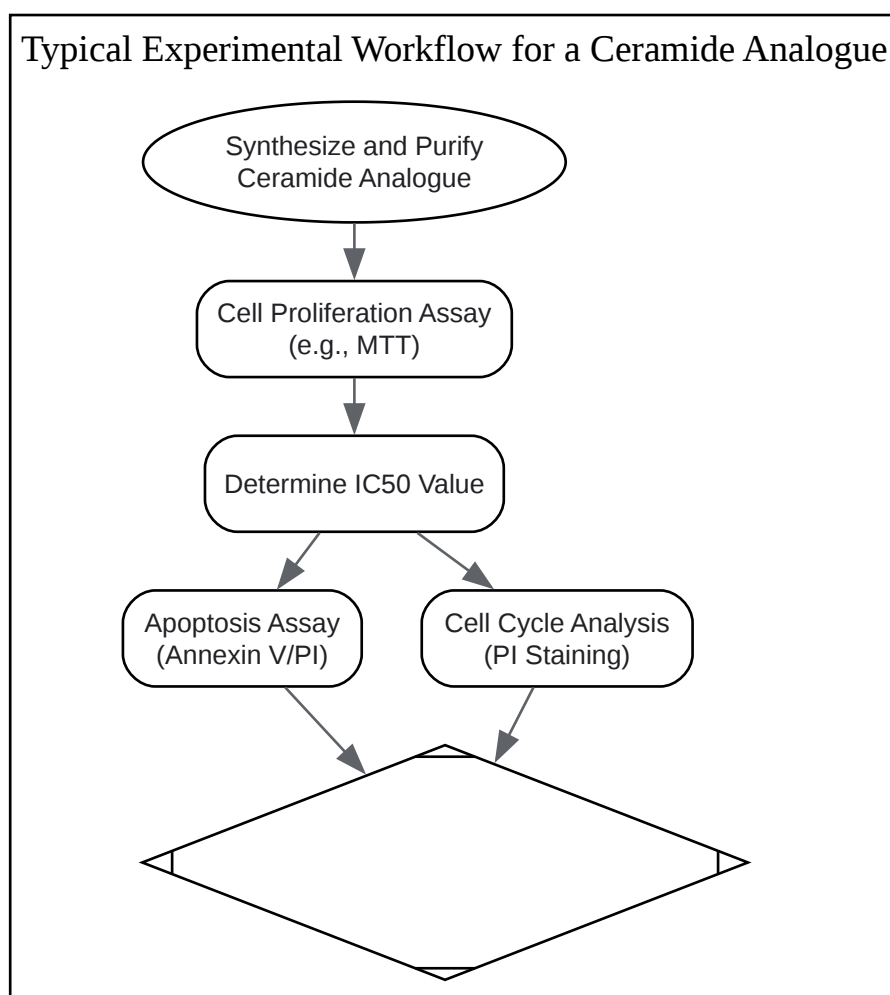 Typical Experimental Workflow for a Ceramide Analogue
Synthesize and Purify
Ceramide Analogue
Cell Proliferation Assay
(e.g., MTT)
Determine IC50 Value
Apoptosis Assay
(Annexin V/PI)
Cell Cycle Analysis
(PI Staining)